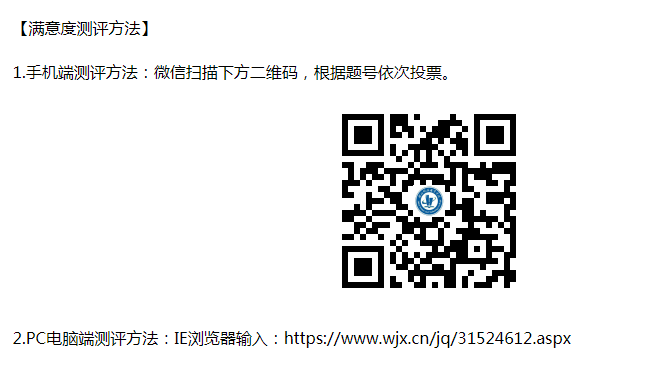 【满意度测评方法】
1.手机端测评方法：微信扫描下方二维码，根据题号依次投票。
2.PC电脑端测评方法：IE浏览器输入：https://www.wjx.cn/jq/31524612.aspx